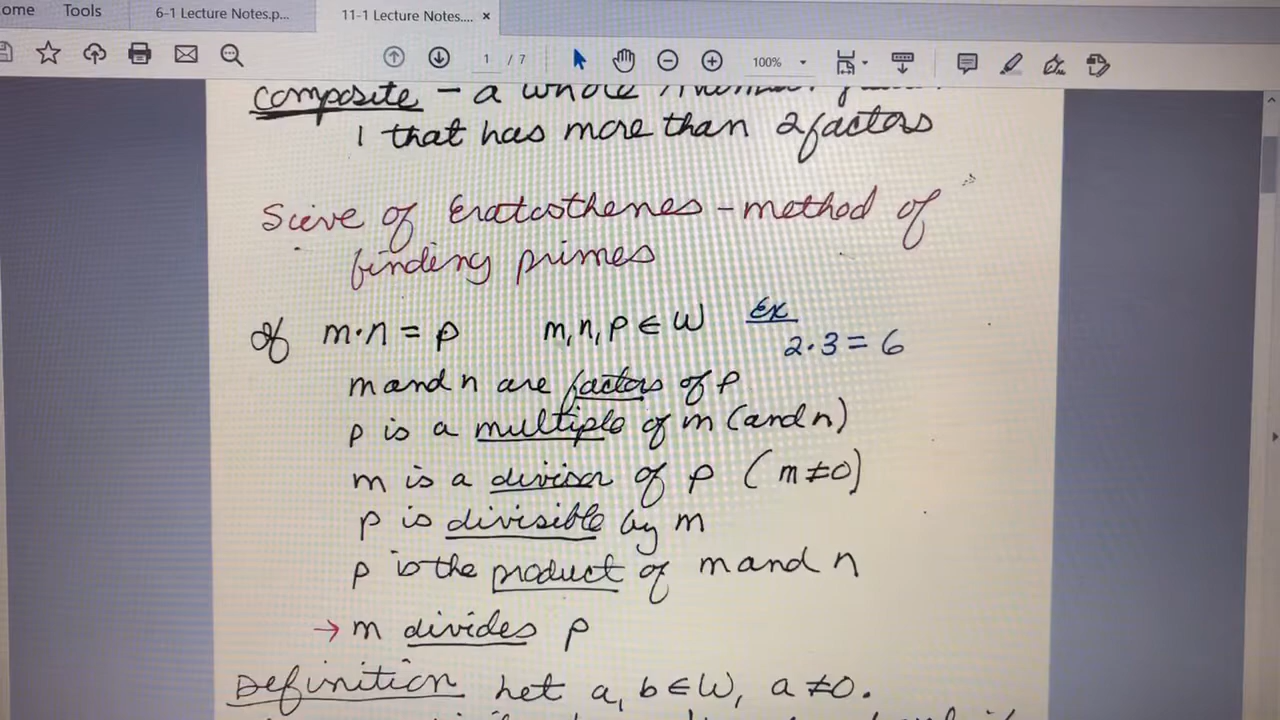 ome Tools 6-1 Lecture Notes.p... 11-1 Lecture Notes.... ×
1 / 7 100%
composite - a whole number
1 that has more than 2 factors
Sieve of Eratosthenes - method of
finding primes
If m·n = p m, n, p ∈ W Ex
2·3 = 6
m and n are factors of p
p is a multiple of m (and n)
m is a divisor of p (m≠0)
p is divisible by m
p is the product of m and n
→ m divides p
Definition Let a, b ∈ W, a ≠ 0.